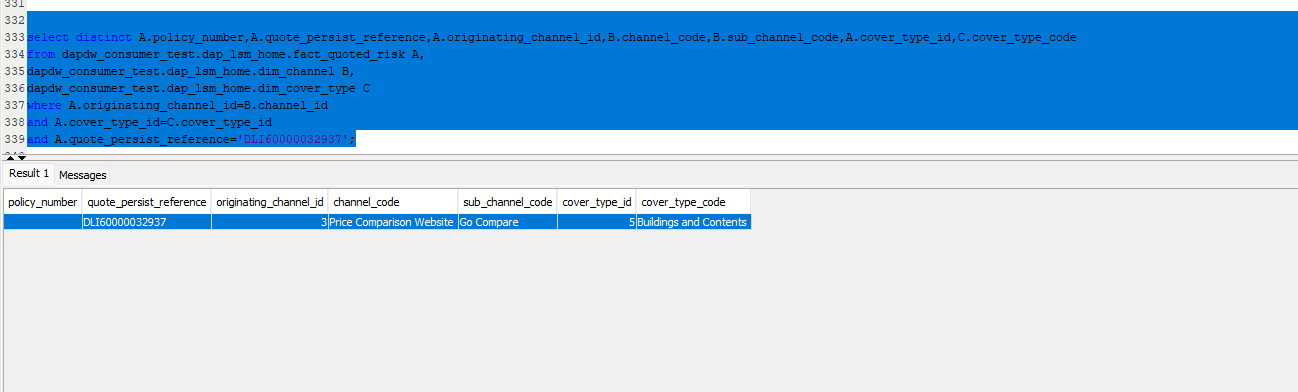 331
332
333 select distinct A.policy_number,A.quote_persist_reference,A.originating_channel_id,B.channel_code,B.sub_channel_code,A.cover_type_id,C.cover_type_code
334 from dapdw_consumer_test.dap_lsm_home.fact_quoted_risk A,
335 dapdw_consumer_test.dap_lsm_home.dim_channel B,
336 dapdw_consumer_test.dap_lsm_home.dim_cover_type C
337 where A.originating_channel_id=B.channel_id
338 and A.cover_type_id=C.cover_type_id
339 and A.quote_persist_reference='DLI60000032937';
Result 1 Messages
policy_number quote_persist_reference originating_channel_id channel_code sub_channel_code cover_type_id cover_type_code
DLI60000032937 3 Price Comparison Website Go Compare 5 Buildings and Contents